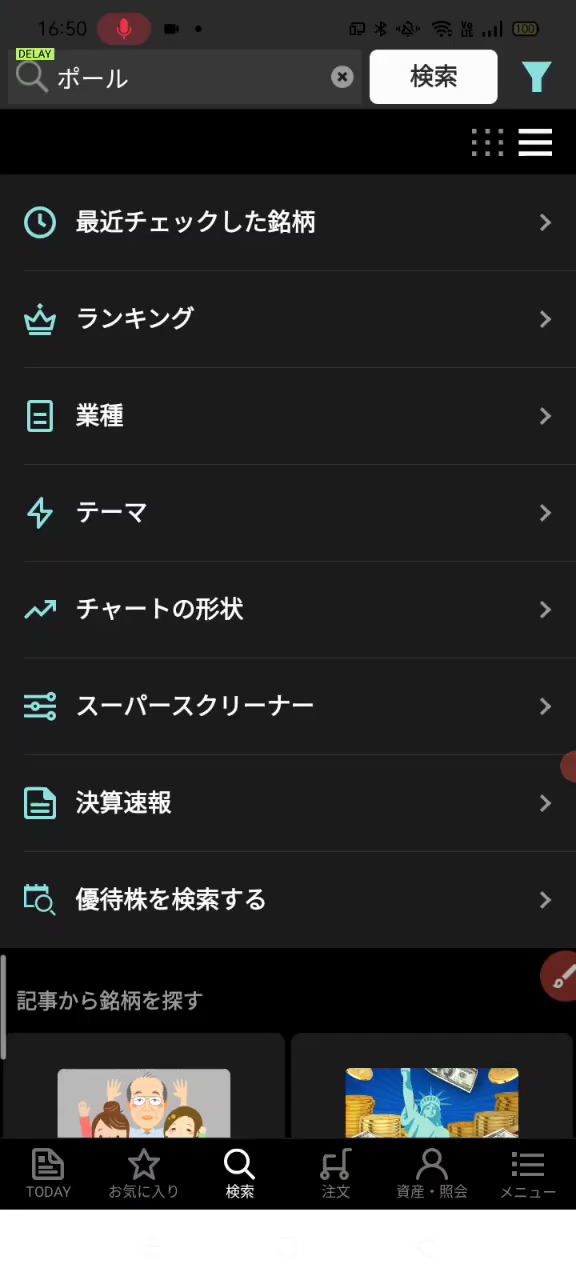 16:50
100
DELAY
ポール
検索
最近チェックした銘柄
ランキング
業種
テーマ
チャートの形状
スーパースクリーナー
決算速報
優待株を検索する
記事から銘柄を探す
TODAY
お気に入り
検索
注文
資産・照会
メニュー